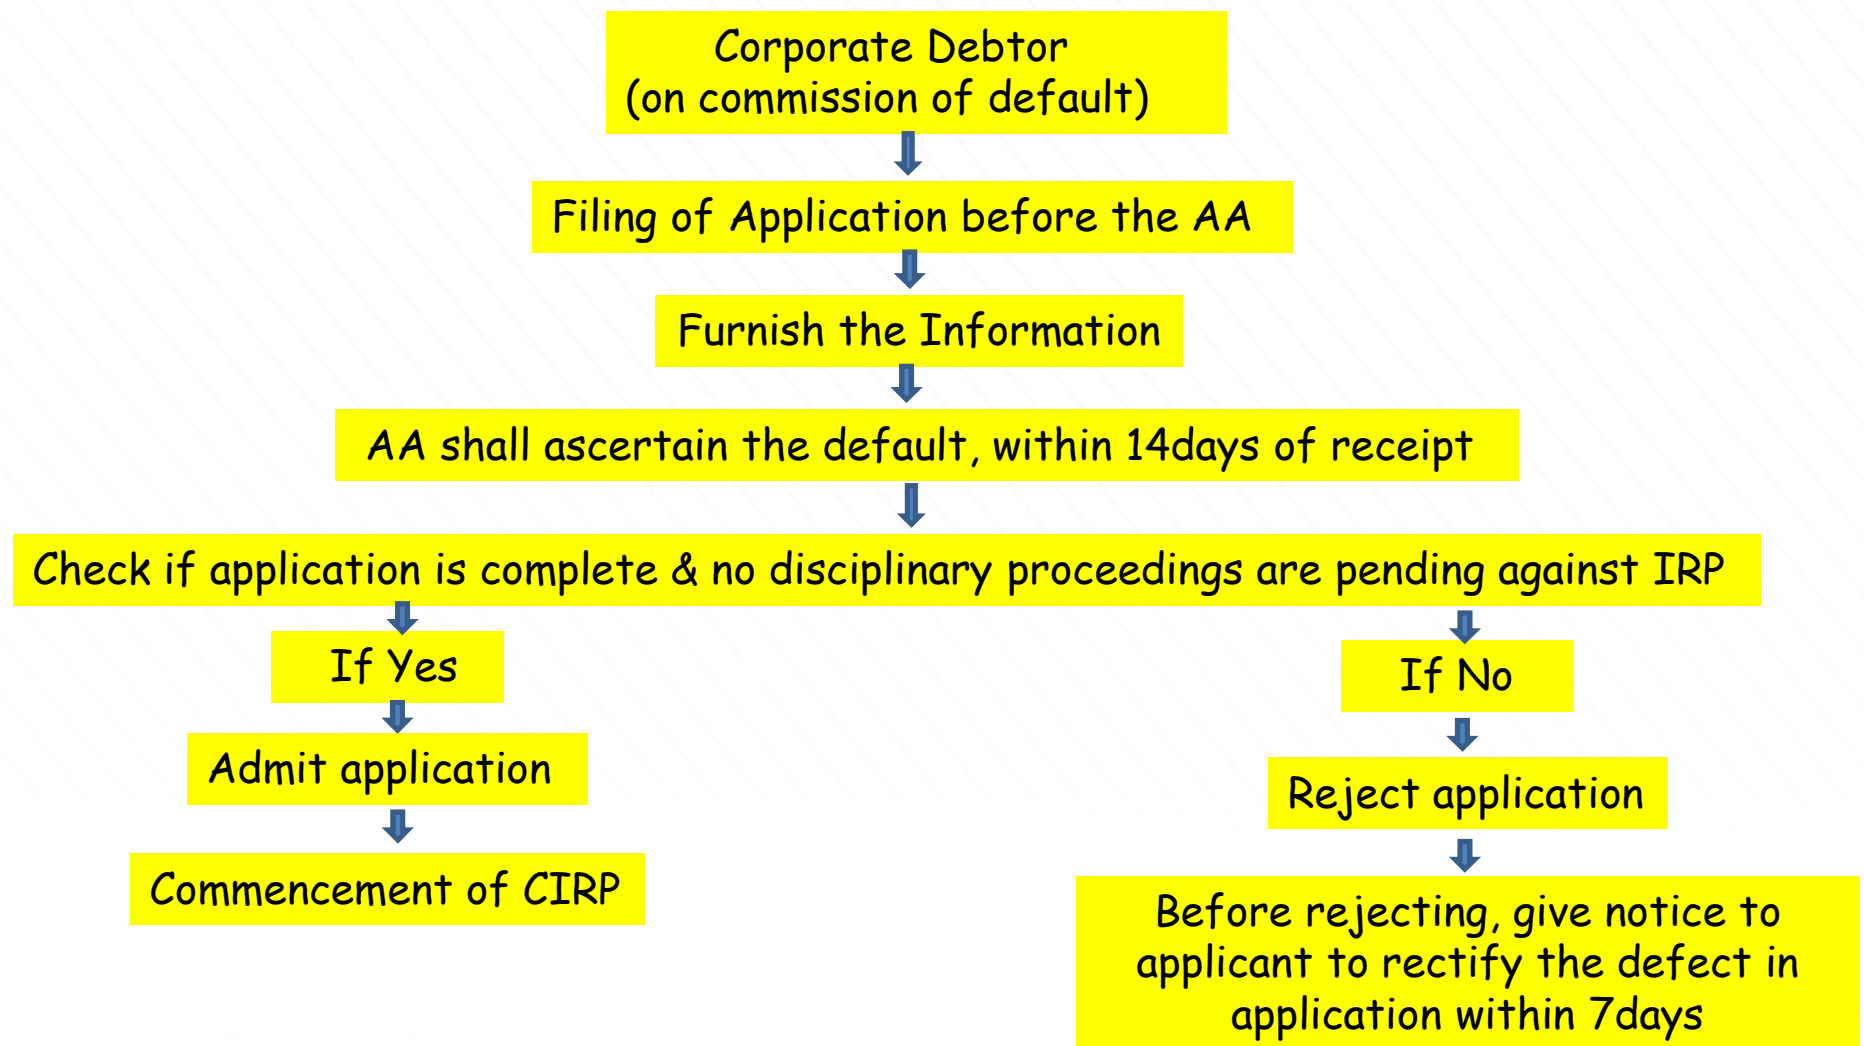 Corporate Debtor
(on commission of default)
Filing of Application before the AA
Furnish the Information
AA shall ascertain the default, within 14days of receipt
Check if application is complete & no disciplinary proceedings are pending against IRP
If Yes
If No
Admit application
Reject application
Commencement of CIRP
Before rejecting, give notice to
applicant to rectify the defect in
application within 7days